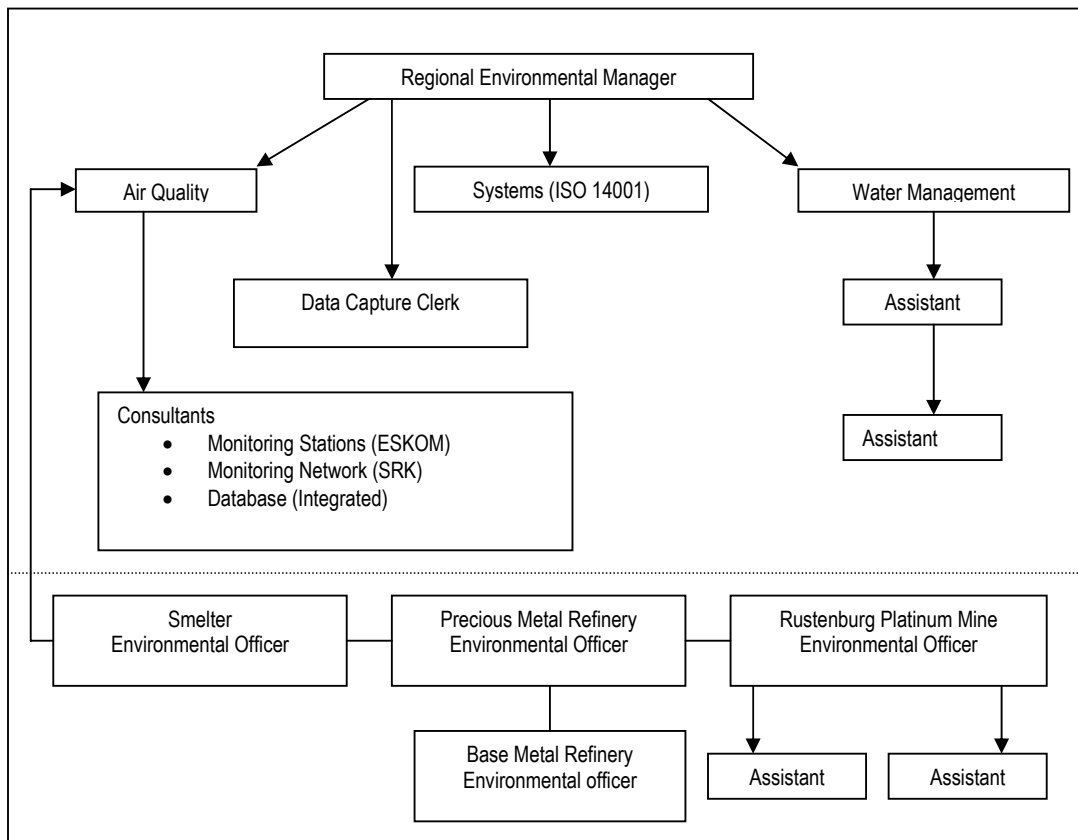 Regional Environmental Manager
Air Quality
Systems (ISO 14001)
Water Management
Data Capture Clerk
Assistant
Consultants
• Monitoring Stations (ESKOM)
• Monitoring Network (SRK)
• Database (Integrated)
Assistant
Smelter
Environmental Officer
Precious Metal Refinery
Environmental Officer
Rustenburg Platinum Mine
Environmental Officer
Base Metal Refinery
Environmental officer
Assistant
Assistant